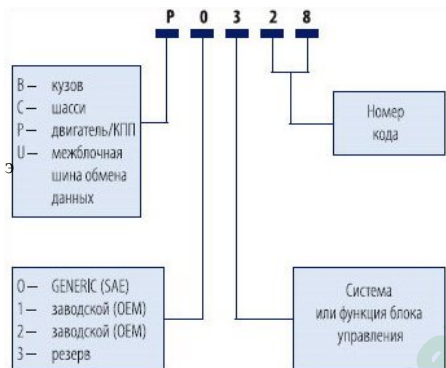 P 0 3 2 8
B — кузов
C — шасси
P — двигатель/КПП
U — межблочная
шина обмена
данных
э
Номер
кода
0 — GENERIC (SAE)
1 — заводской (OEM)
2 — заводской (OEM)
3 — резерв
Система
или функция блока
управления